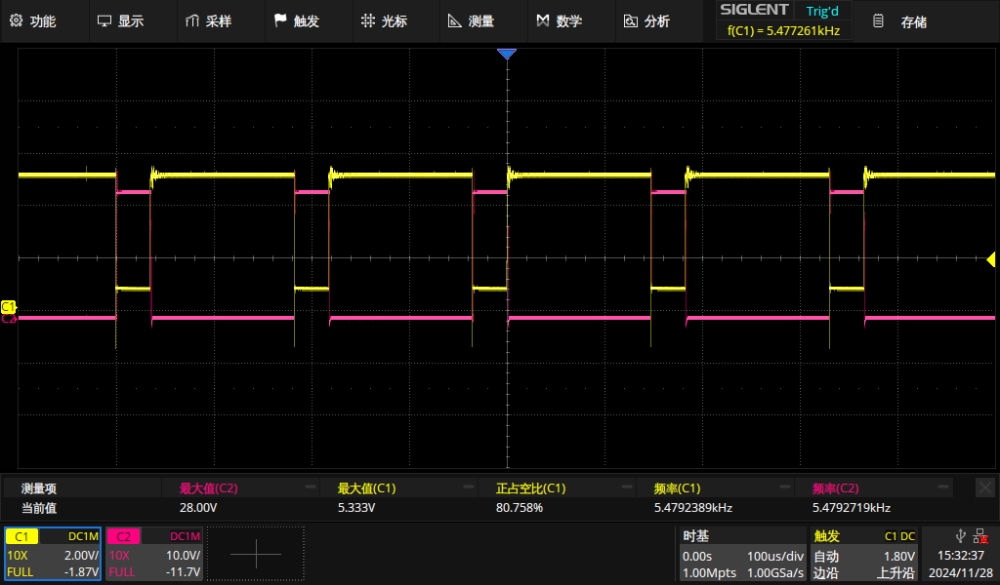 功能 显示 采样 触发 光标 测量 数学 分析 SIGLENT Trig'd 存储
f(C1) = 5.477261kHz
C1
C2
测量项 最大值(C2) 最大值(C1) 正占空比(C1) 频率(C1) 频率(C2)
当前值 28.00V 5.333V 80.758% 5.4792389kHz 5.4792719kHz
C1 DC1M C2 DC1M 时基 触发 C1 DC
10X 2.00V/ 10X 10.0V/ 0.00s 100us/div 自动 1.80V 15:32:37
FULL -1.87V FULL -11.7V 1.00Mpts 1.00GSa/s 边沿 上升沿 2024/11/28